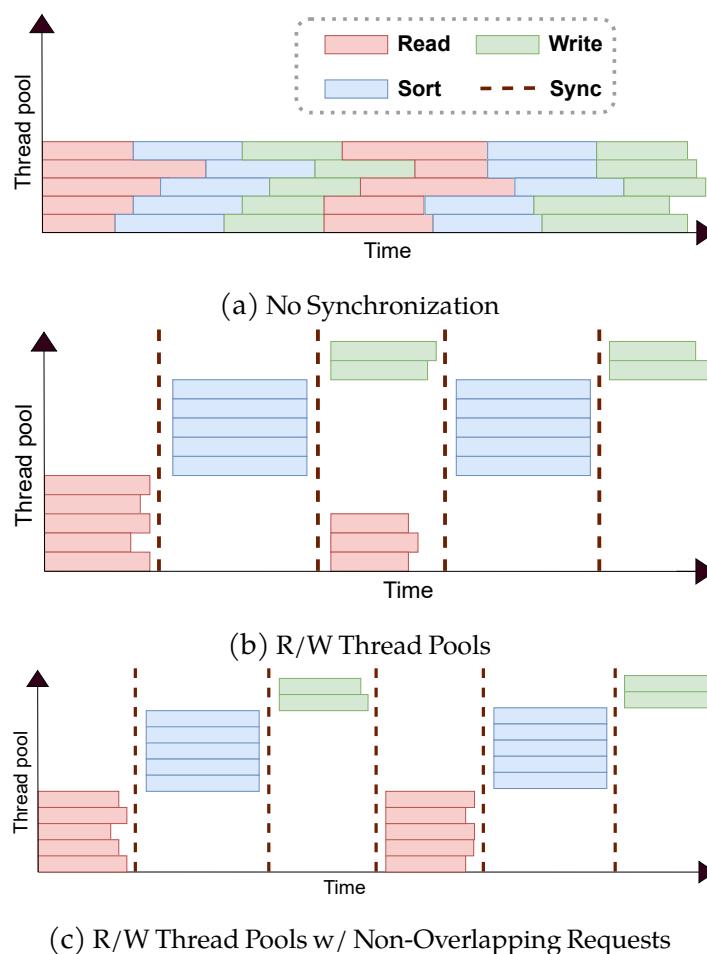 Read
Write
Sort
Sync
Thread pool
Time
(a) No Synchronization
Thread pool
Time
(b) R/W Thread Pools
Thread pool
Time
(c) R/W Thread Pools w/ Non-Overlapping Requests